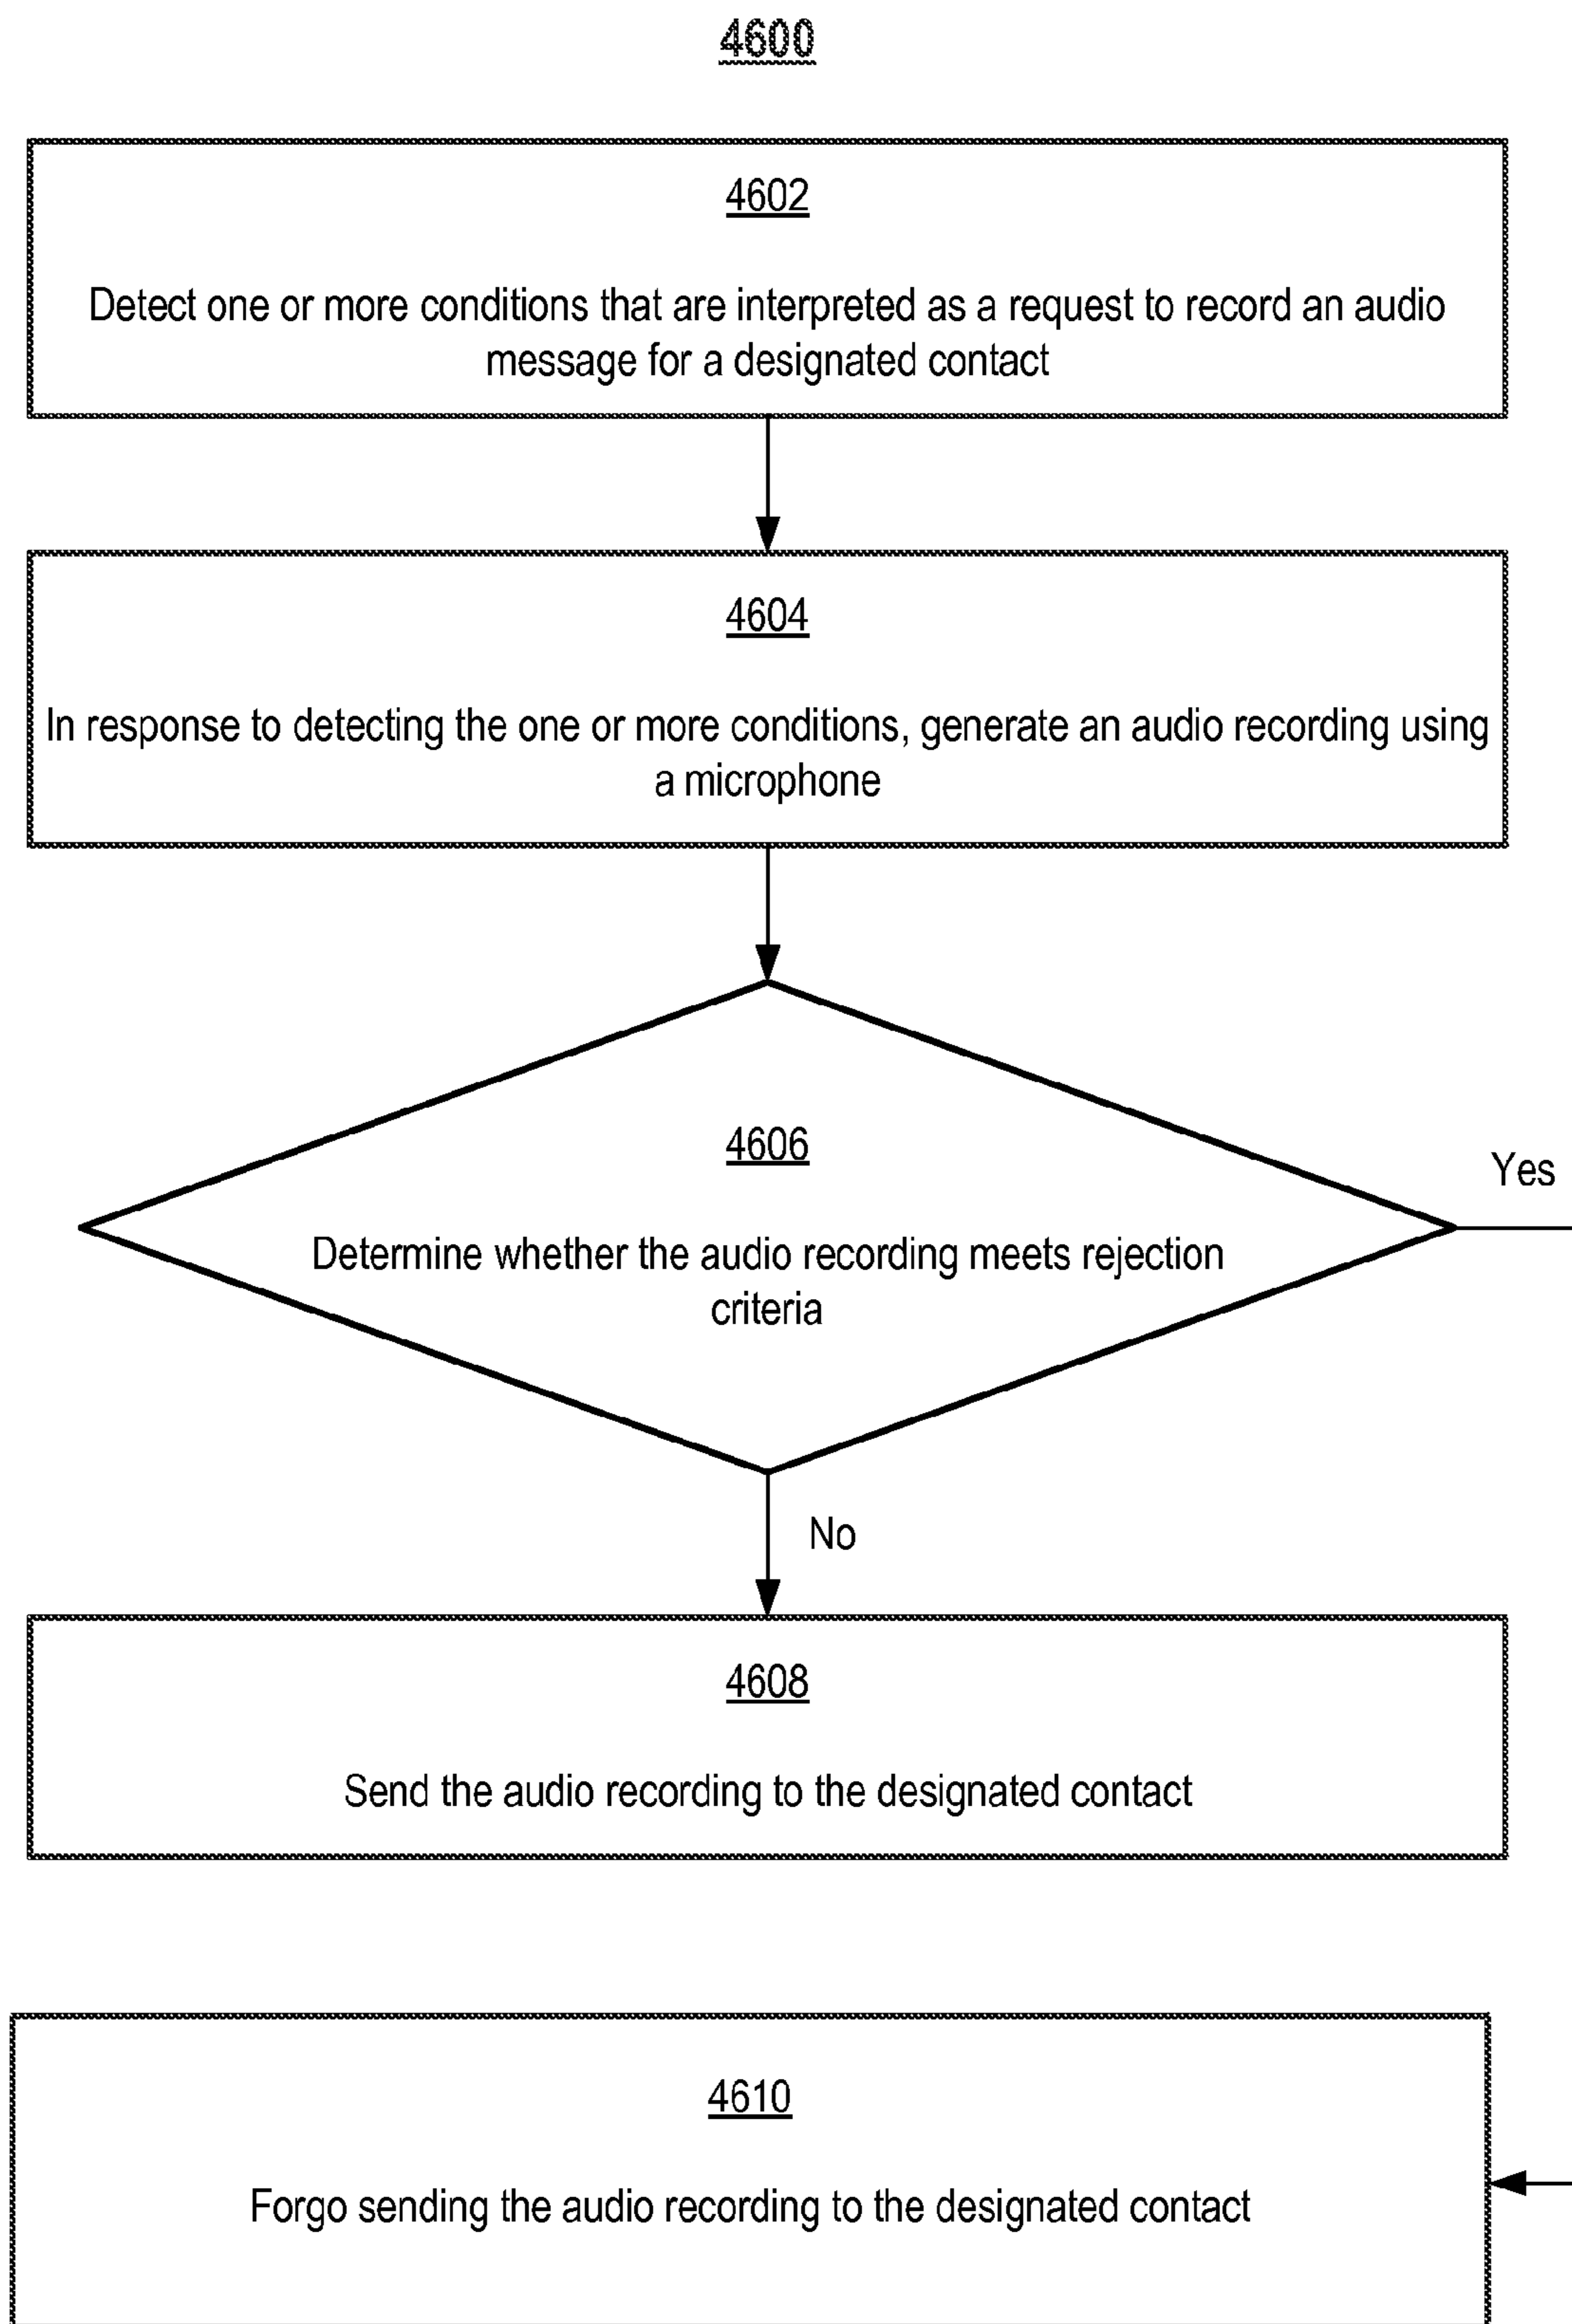 4600
4602
Detect one or more conditions that are interpreted as a request to record an audio
message for a designated contact
4604
In response to detecting the one or more conditions, generate an audio recording using
a microphone
4606
Yes
Determine whether the audio recording meets rejection
criteria
No
4608
Send the audio recording to the designated contact
4610
Forgo sending the audio recording to the designated contact